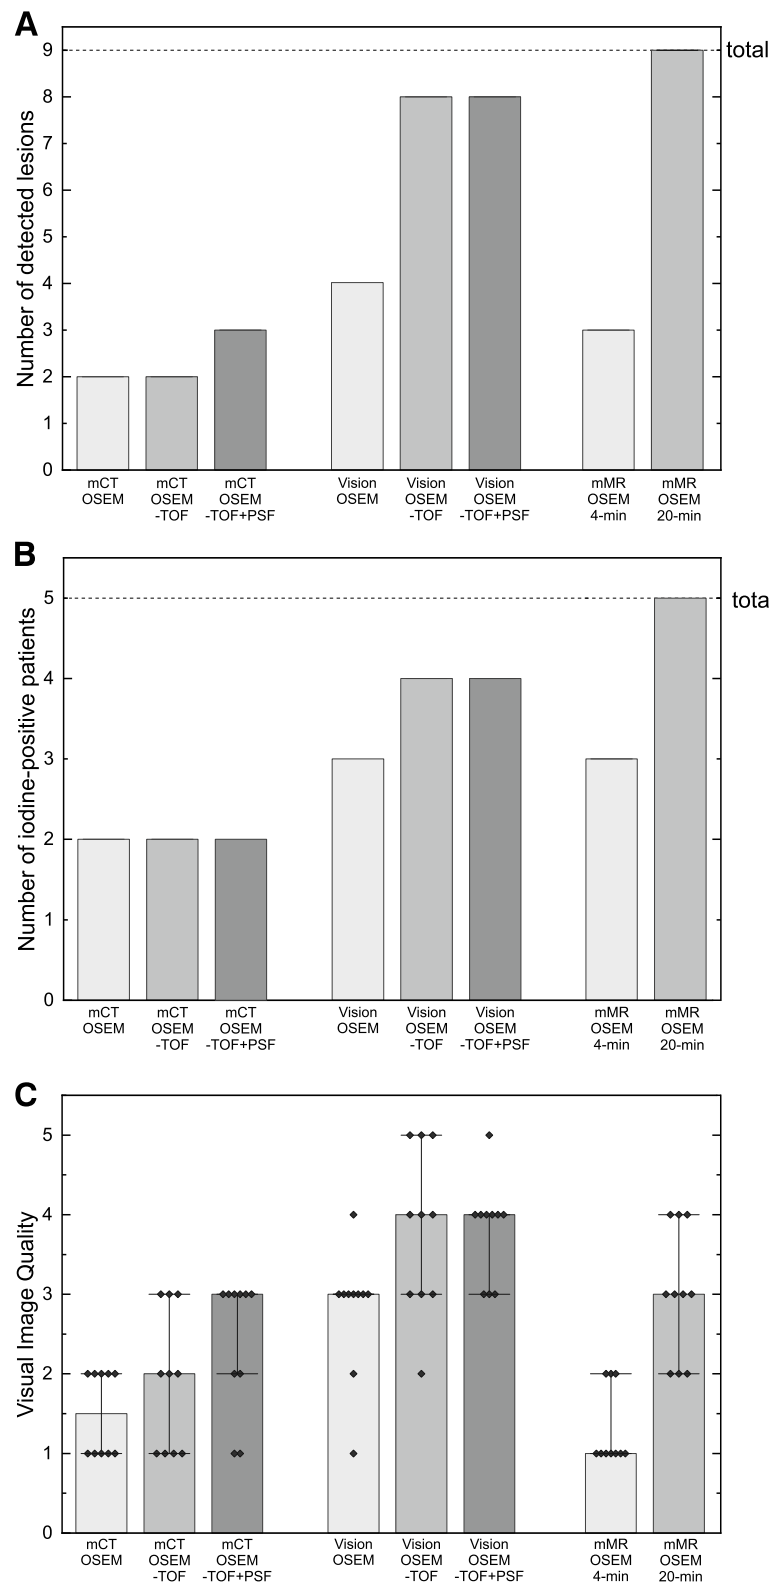 A
Number of detected lesions
9
8
7
6
5
4
3
2
1
0
total
mCT
OSEM
mCT
OSEM
-TOF
mCT
OSEM
-TOF+PSF
Vision
OSEM
Vision
OSEM
-TOF
Vision
OSEM
-TOF+PSF
mMR
OSEM
4-min
mMR
OSEM
20-min
B
Number of iodine-positive patients
5
4
3
2
1
0
tota
mCT
OSEM
mCT
OSEM
-TOF
mCT
OSEM
-TOF+PSF
Vision
OSEM
Vision
OSEM
-TOF
Vision
OSEM
-TOF+PSF
mMR
OSEM
4-min
mMR
OSEM
20-min
C
Visual Image Quality
5
4
3
2
1
0
mCT
OSEM
mCT
OSEM
-TOF
mCT
OSEM
-TOF+PSF
Vision
OSEM
Vision
OSEM
-TOF
Vision
OSEM
-TOF+PSF
mMR
OSEM
4-min
mMR
OSEM
20-min